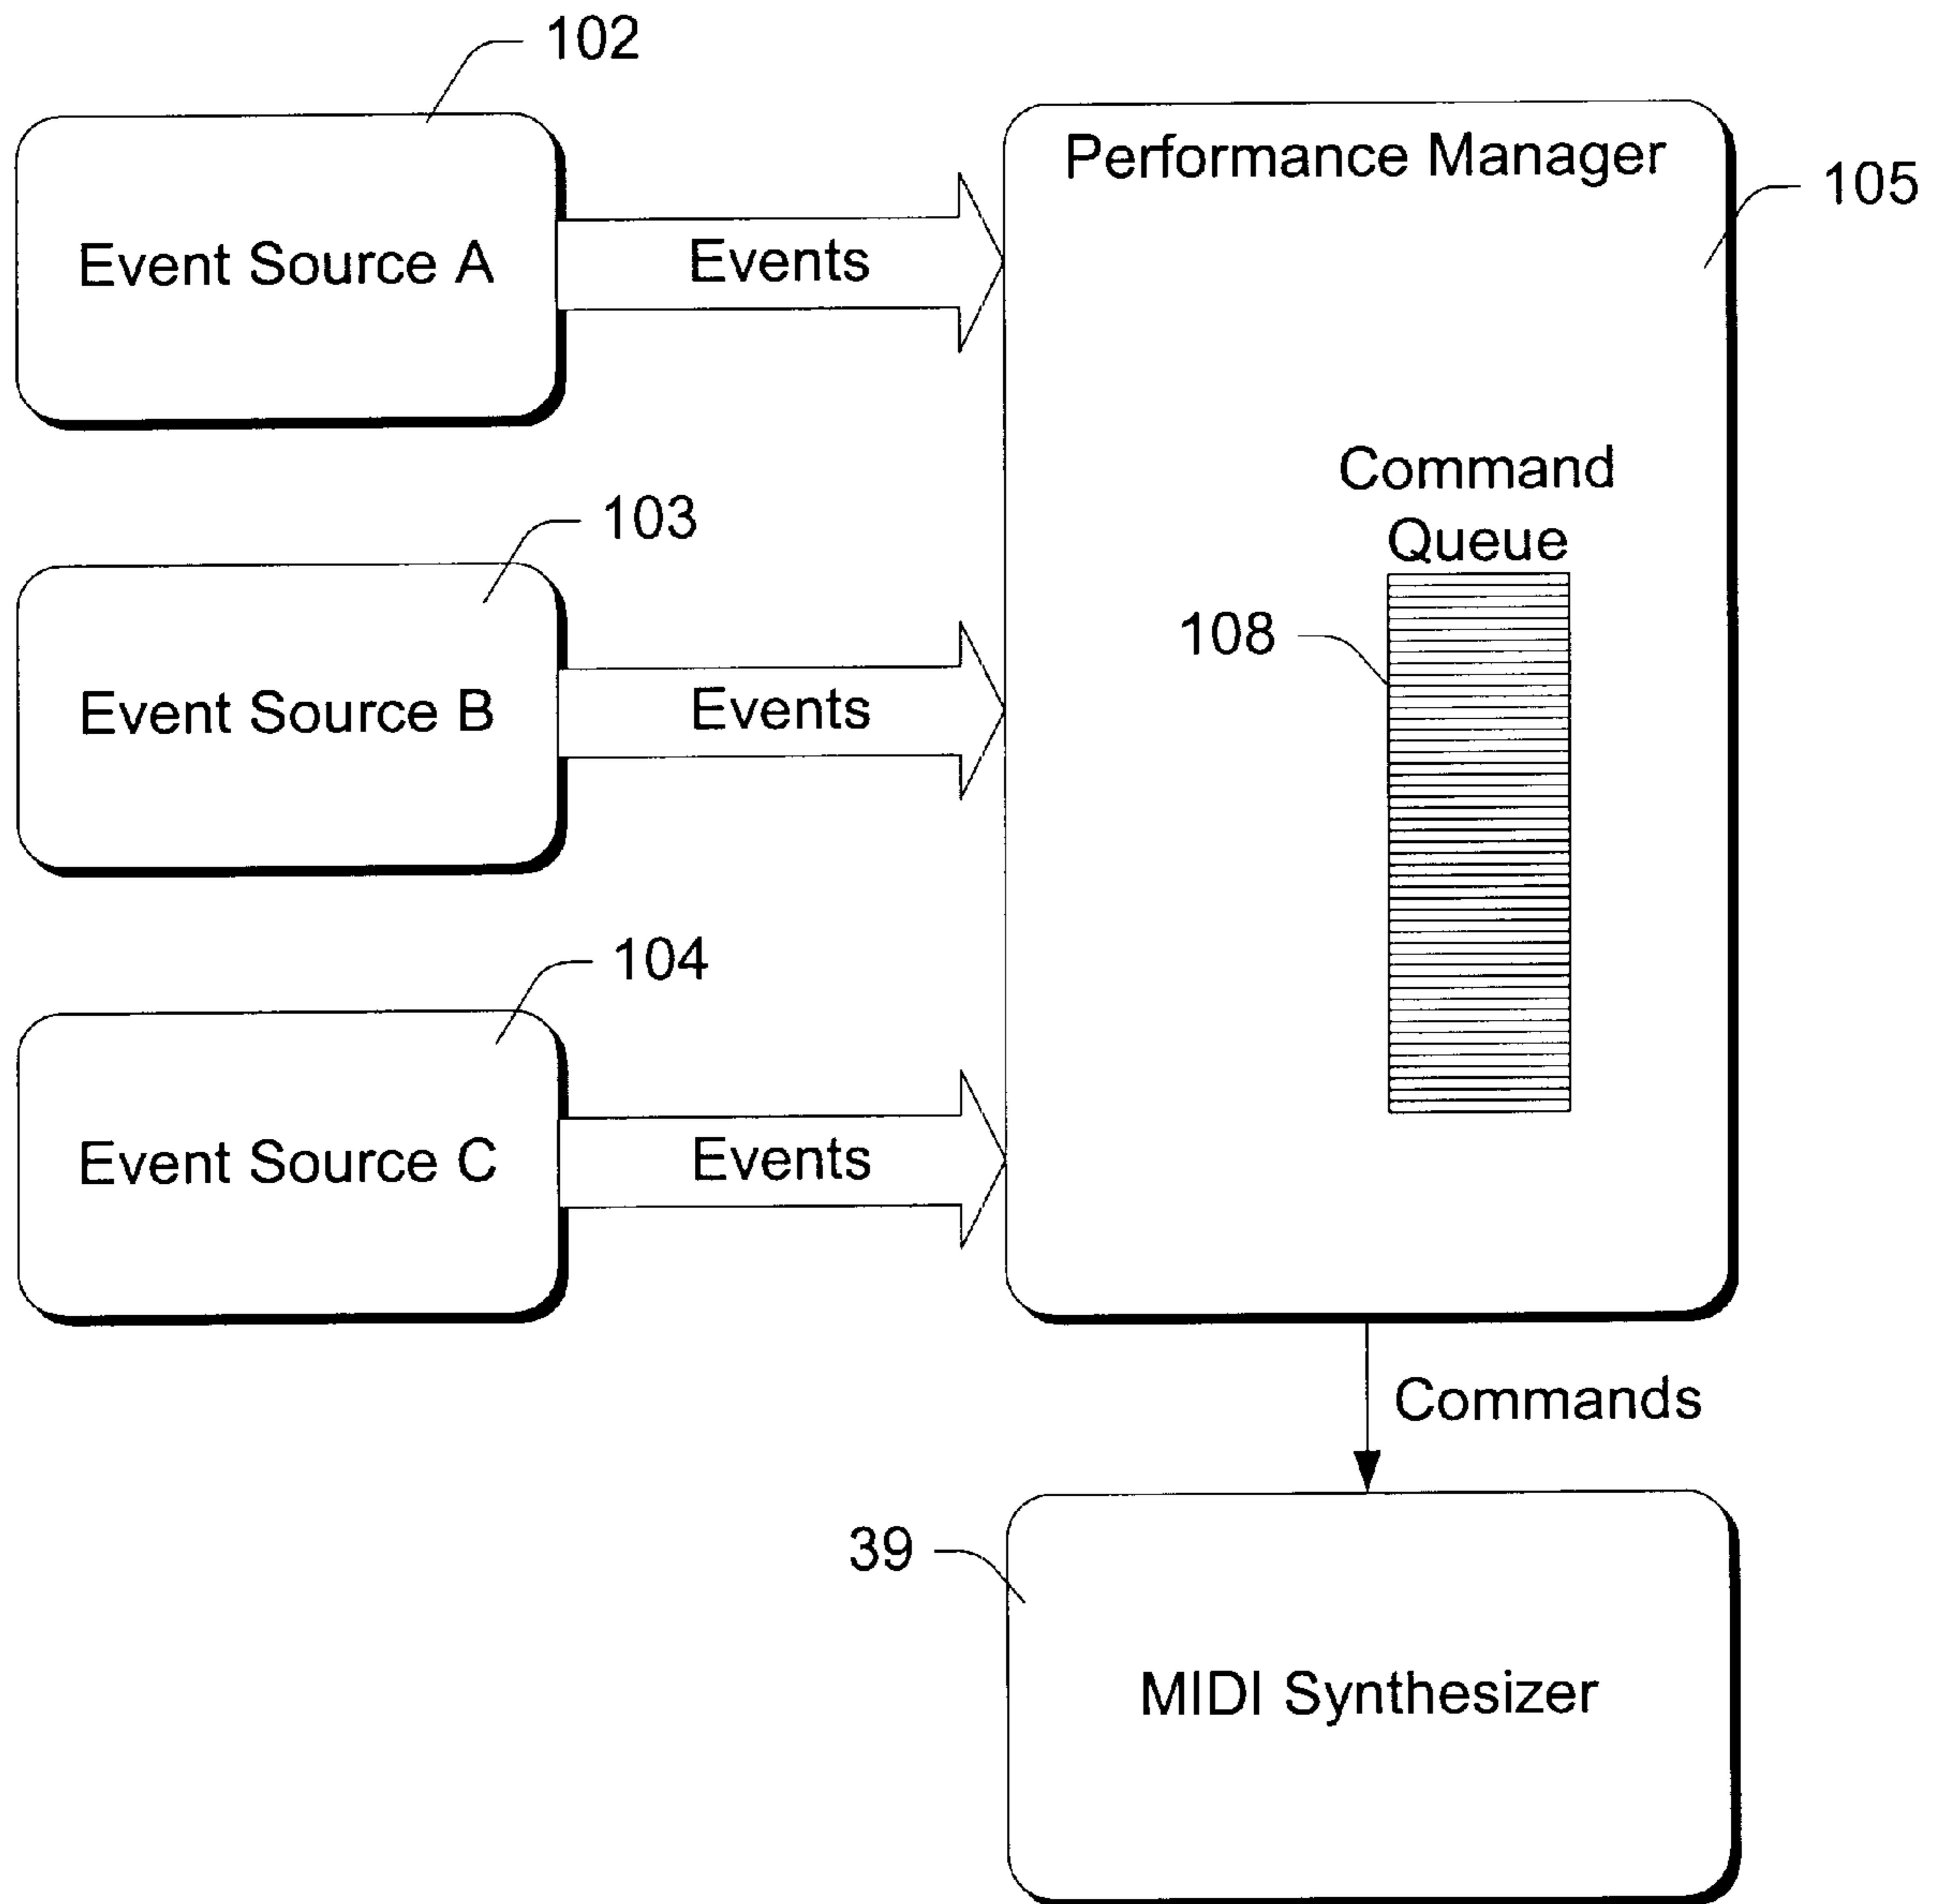 102
Performance Manager
105
Event Source A
Events
Command
Queue
103
108
Event Source B
Events
104
Event Source C
Events
Commands
39
MIDI Synthesizer